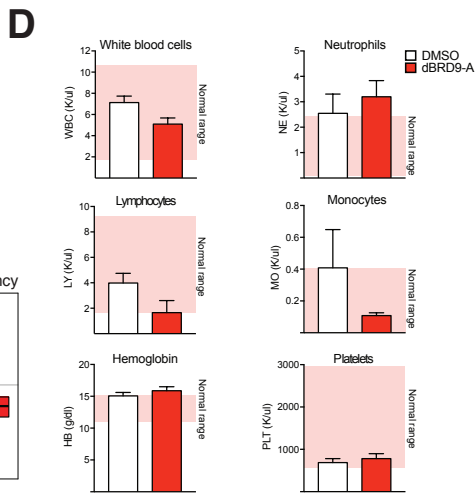 D
White blood cells
12
10
8
6
4
2
WBC (K/ul)
Normal range
Neutrophils
5
4
3
2
1
NE (K/ul)
Normal range
DMSO
dBRD9-A
Lymphocytes
10
8
6
4
2
LY (K/ul)
Normal range
Monocytes
0.8
0.6
0.4
0.2
MO (K/ul)
Normal range
ncy
Hemoglobin
20
15
10
5
HB (g/dl)
Normal range
Platelets
3000
2000
1000
PLT (K/ul)
Normal range